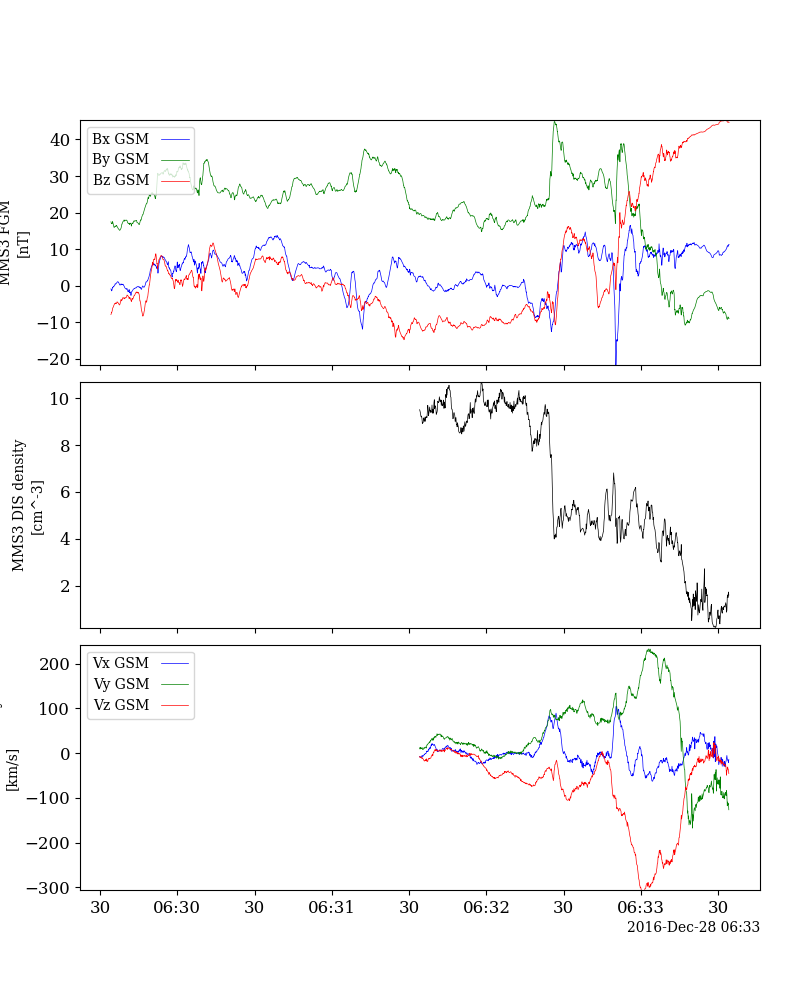 Bx GSM
By GSM
Bz GSM
MMS3 FGM
[nT]
40
30
20
10
0
−10
−20
MMS3 DIS density
[cm^-3]
10
8
6
4
2
Vx GSM
Vy GSM
Vz GSM
[km/s]
200
100
0
−100
−200
−300
30 06:30 30 06:31 30 06:32 30 06:33 30
2016-Dec-28 06:33